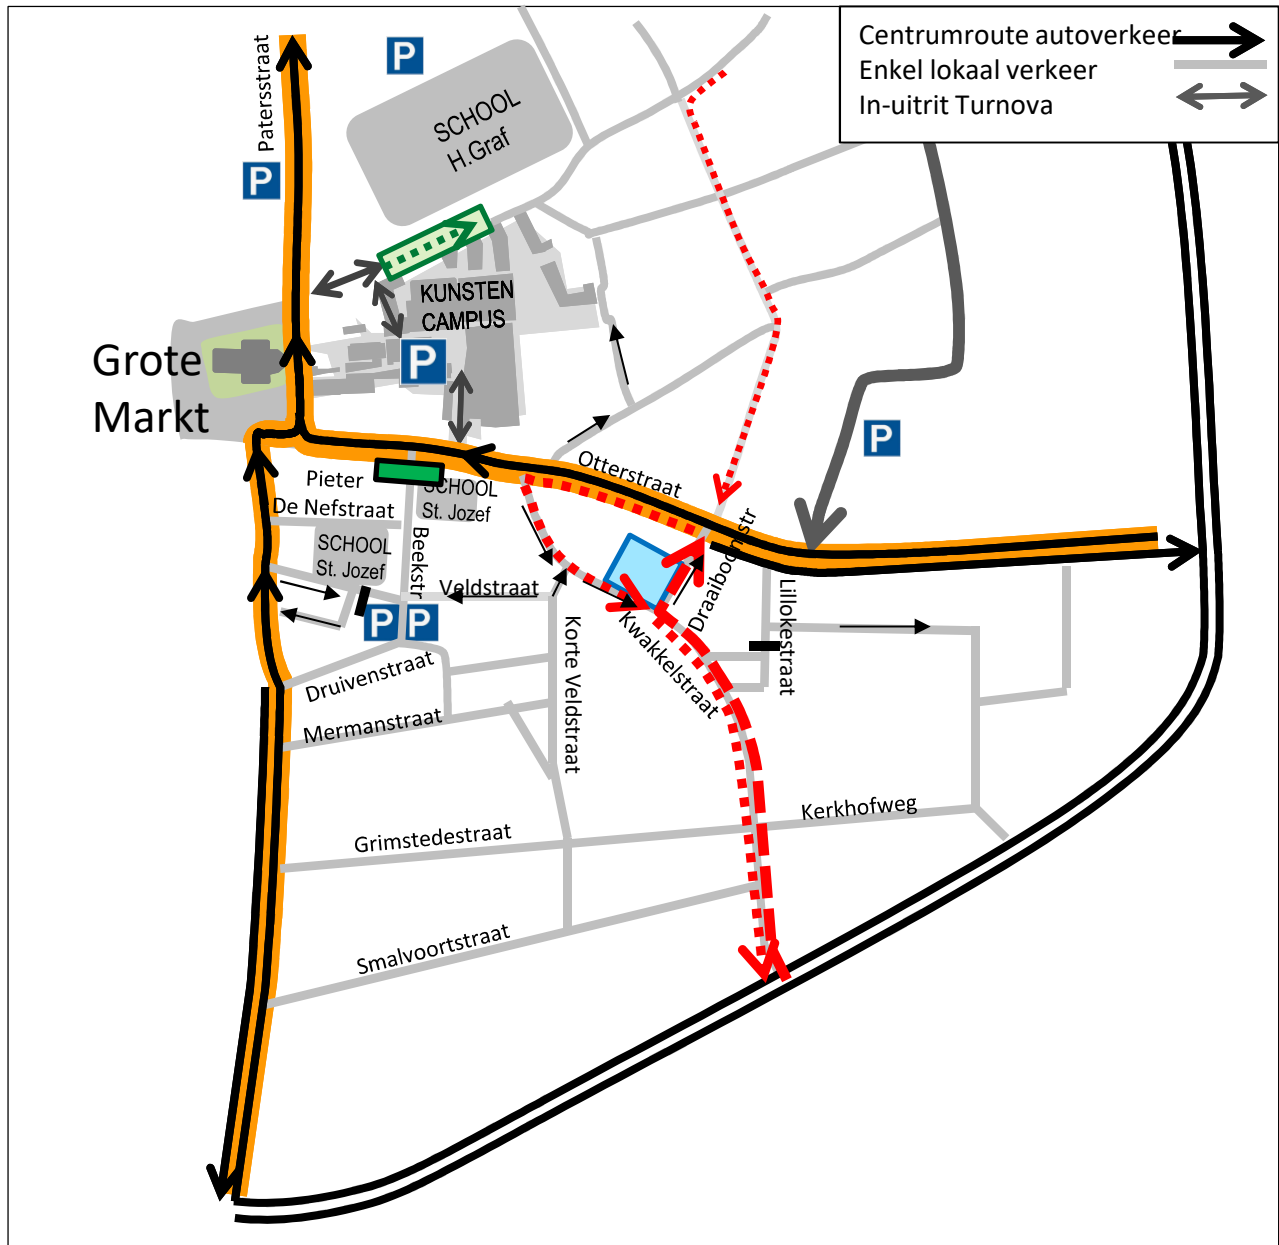 Centrumroute autoverkeer
Enkel lokaal verkeer
In-uitrit Turnova
Patersstraat
P
SCHOOL
H.Graf
P
KUNSTEN
CAMPUS
P
Grote
Markt
P
Otterstraat
Pieter
De Nefstraat
SCHOOL
St. Jozef
SCHOOL
St. Jozef
Beekstr
Veldstraat
P P
Draaiboomstr
Lillokestraat
Kwakkelstraat
Korte Veldstraat
Druivenstraat
Mermanstraat
Grimstedestraat
Kerkhofweg
Smalvoortstraat